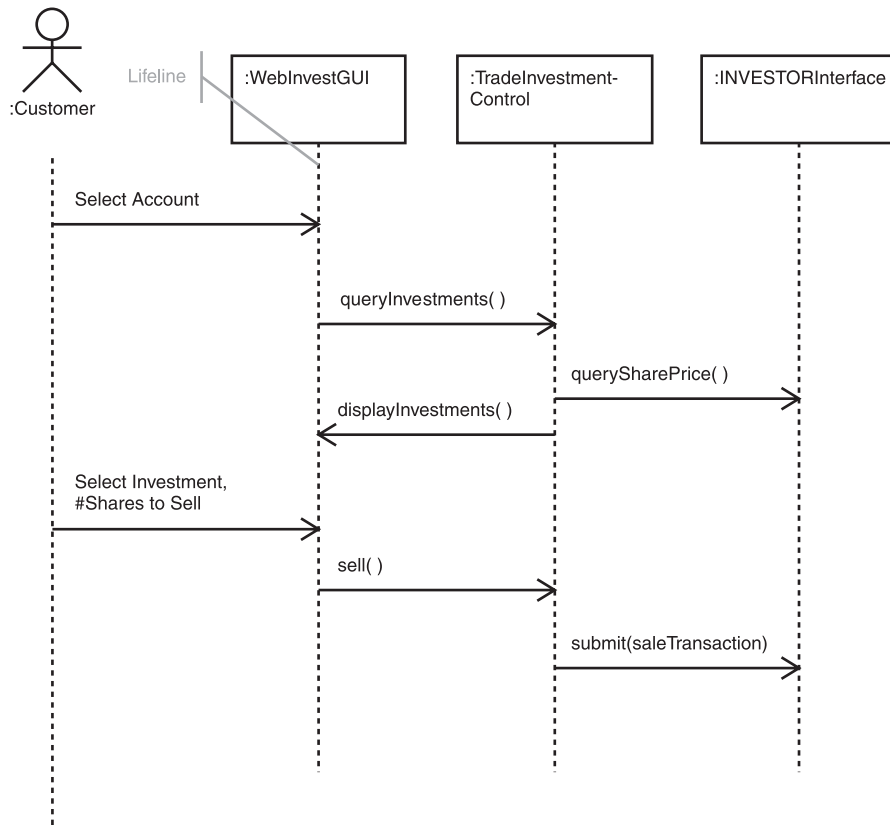 :Customer
Lifeline
:WebInvestGUI
:TradeInvestment-
Control
:INVESTORInterface
Select Account
queryInvestments( )
querySharePrice( )
displayInvestments( )
Select Investment,
#Shares to Sell
sell( )
submit(saleTransaction)